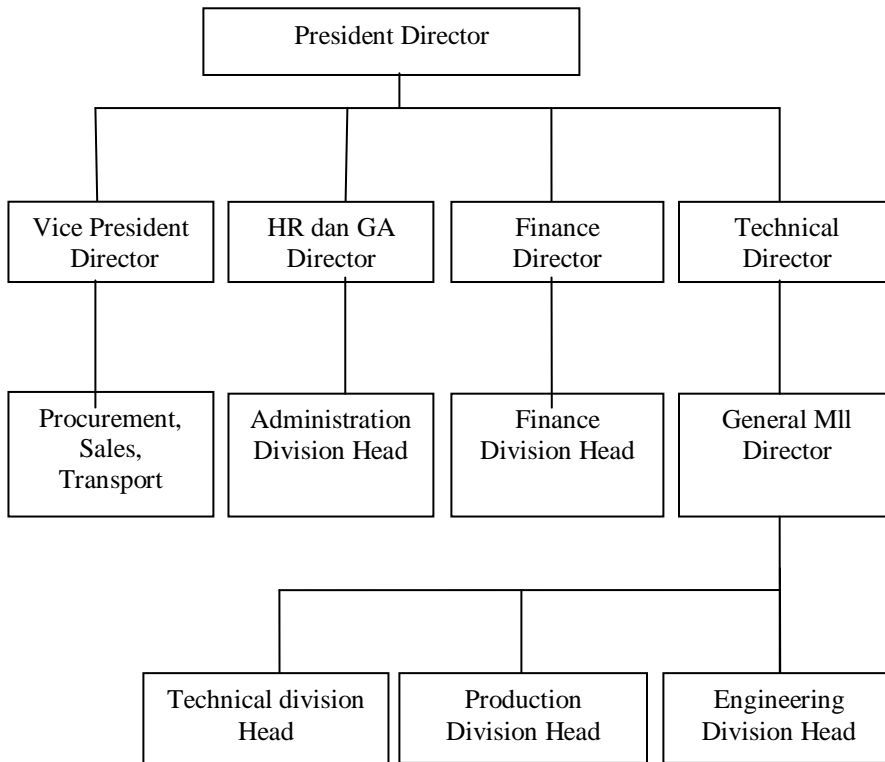 President Director
Vice President
Director
HR dan GA
Director
Finance
Director
Technical
Director
Procurement,
Sales,
Transport
Administration
Division Head
Finance
Division Head
General Mll
Director
Technical division
Head
Production
Division Head
Engineering
Division Head